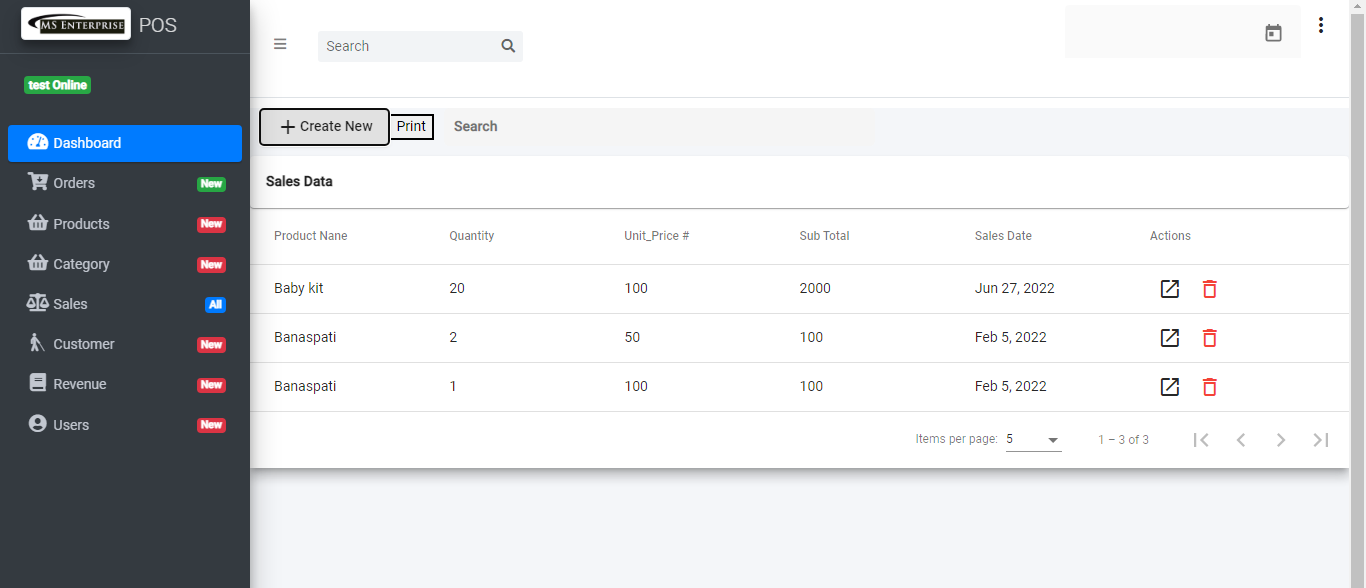 MS ENTERPRISE POS
test Online
Dashboard
Orders New
Products New
Category New
Sales All
Customer New
Revenue New
Users New
Search
Create New Print Search
Sales Data
Product Nane Quantity Unit_Price # Sub Total Sales Date Actions
Baby kit 20 100 2000 Jun 27, 2022
Banaspati 2 50 100 Feb 5, 2022
Banaspati 1 100 100 Feb 5, 2022
Items per page: 5 1 – 3 of 3